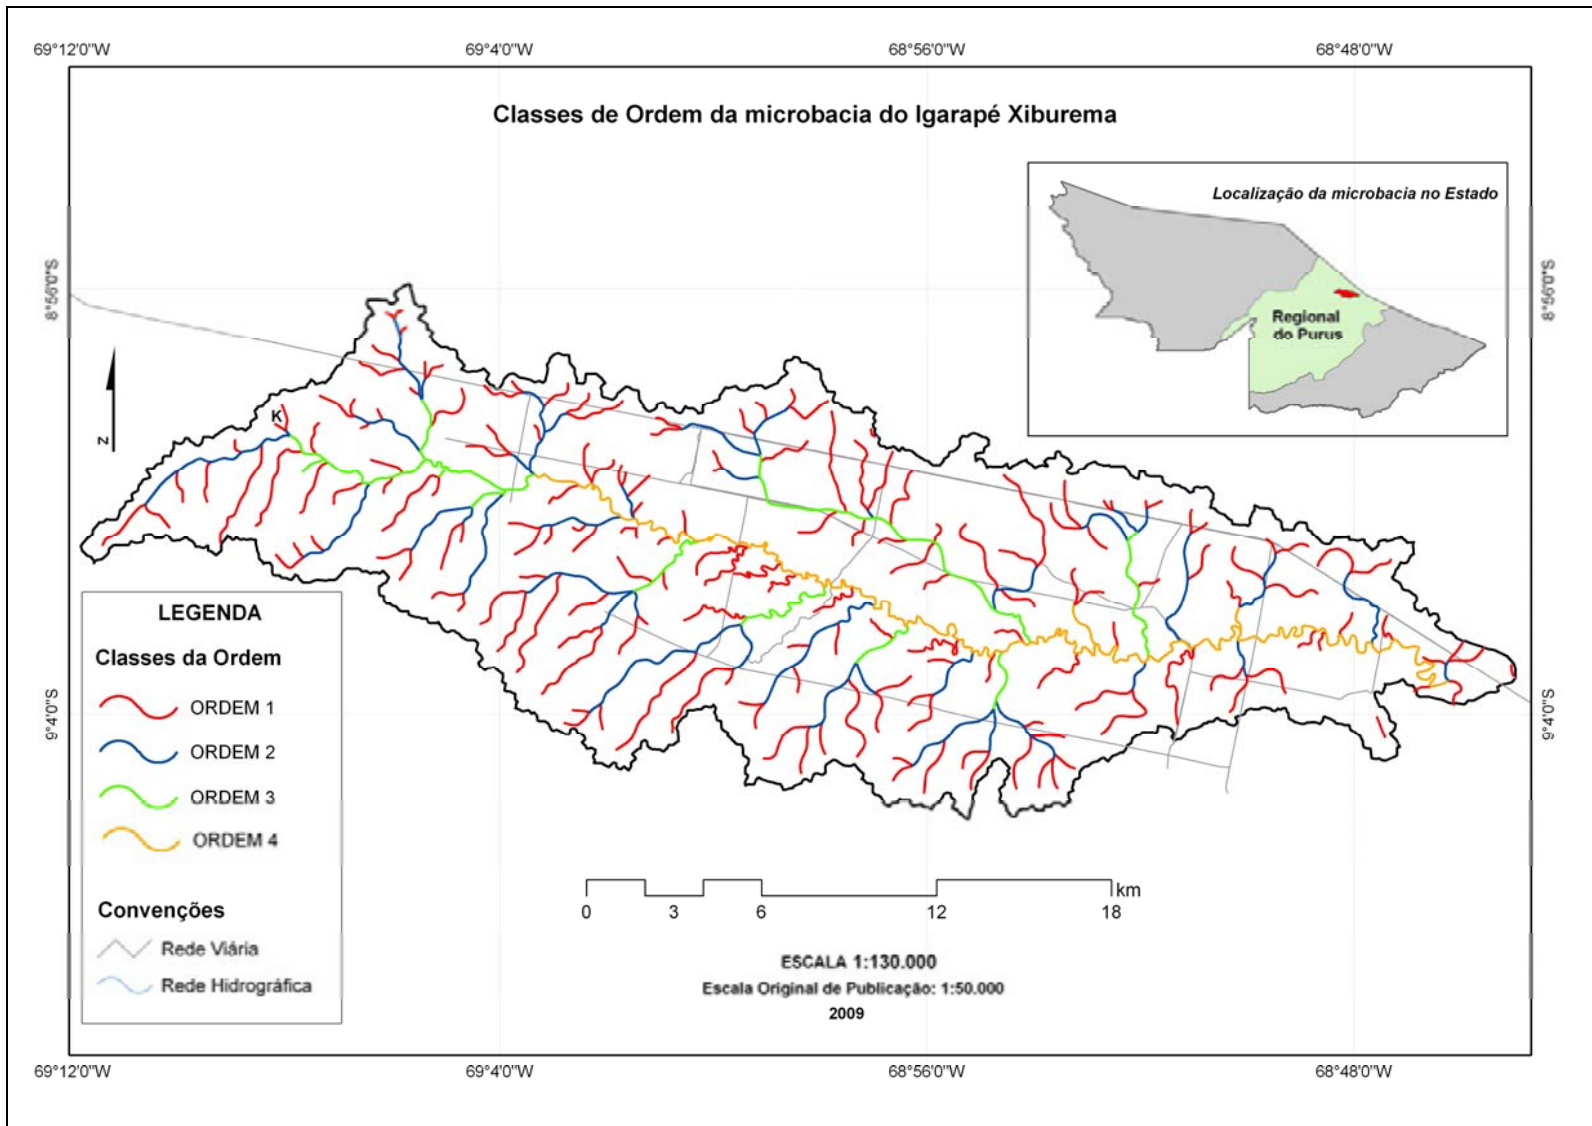 69°12'0"W
69°4'0"W
68°56'0"W
68°48'0"W
Classes de Ordem da microbacia do Igarapé Xiburema
Localização da microbacia no Estado
Regional
do Purus
8°56'0"S
8°56'0"S
K
N
9°4'0"S
9°4'0"S
LEGENDA
Classes da Ordem
ORDEM 1
ORDEM 2
ORDEM 3
ORDEM 4
Convenções
Rede Viária
Rede Hidrográfica
km
0 3 6 12 18
ESCALA 1:130.000
Escala Original de Publicação: 1:50.000
2009
69°12'0"W
69°4'0"W
68°56'0"W
68°48'0"W